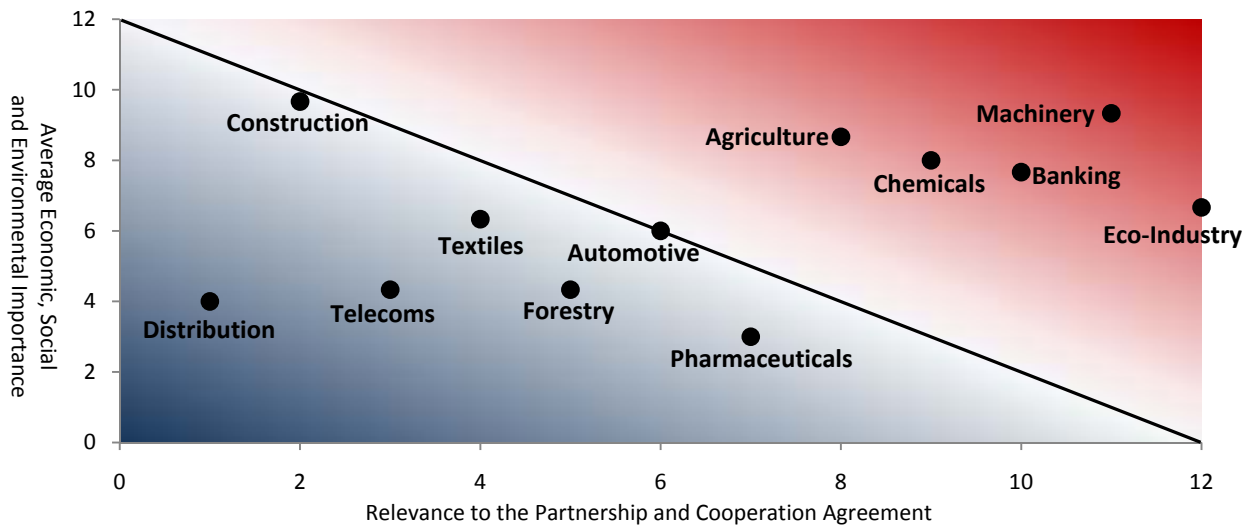 Average Economic, Social
and Environmental Importance
12
10
8
6
4
2
0
Construction
Machinery
Agriculture
Chemicals
Banking
Eco-Industry
Textiles
Automotive
Distribution
Telecoms
Forestry
Pharmaceuticals
0 2 4 6 8 10 12
Relevance to the Partnership and Cooperation Agreement